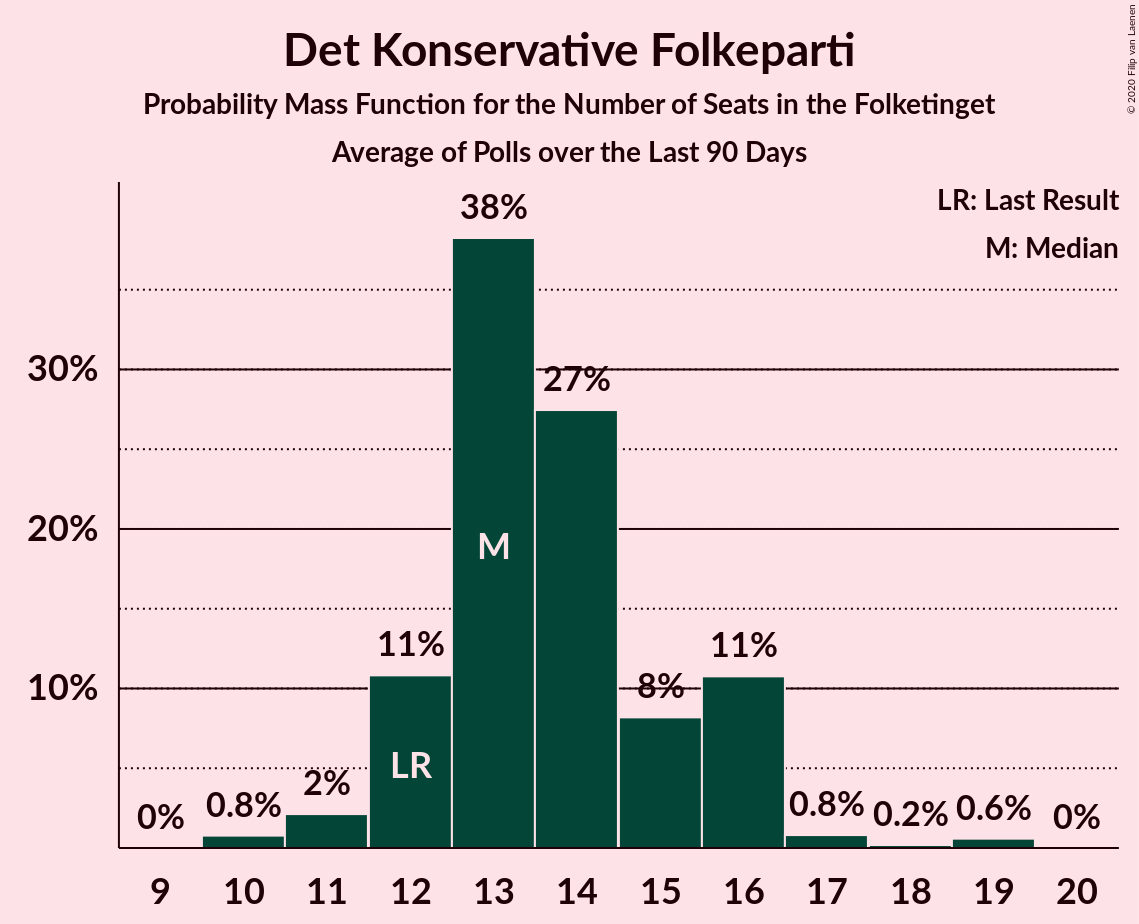 Det Konservative Folkeparti
Probability Mass Function for the Number of Seats in the Folketinget
Average of Polls over the Last 90 Days
© 2020 Filip van Laenen
LR: Last Result
M: Median
38%
30%
27%
20%
M
11%
11%
10%
8%
LR
2%
0%
0.8%
0.8%
0.2%
0.6%
0%
9 10 11 12 13 14 15 16 17 18 19 20